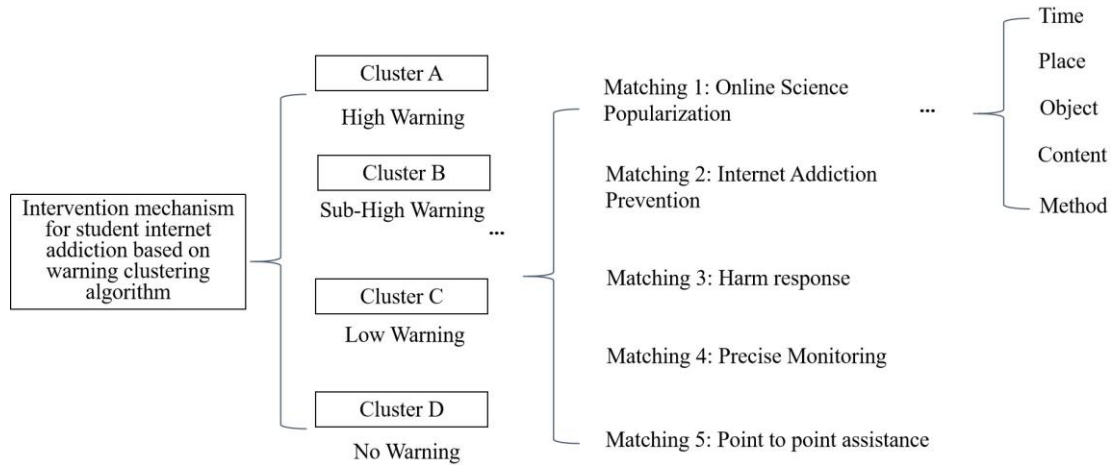 Intervention mechanism
for student internet
addiction based on
warning clustering
algorithm
Cluster A
High Warning
Cluster B
Sub-High Warning
...
Cluster C
Low Warning
Cluster D
No Warning
Matching 1: Online Science
Popularization
...
Matching 2: Internet Addiction
Prevention
Matching 3: Harm response
Matching 4: Precise Monitoring
Matching 5: Point to point assistance
Time
Place
Object
Content
Method